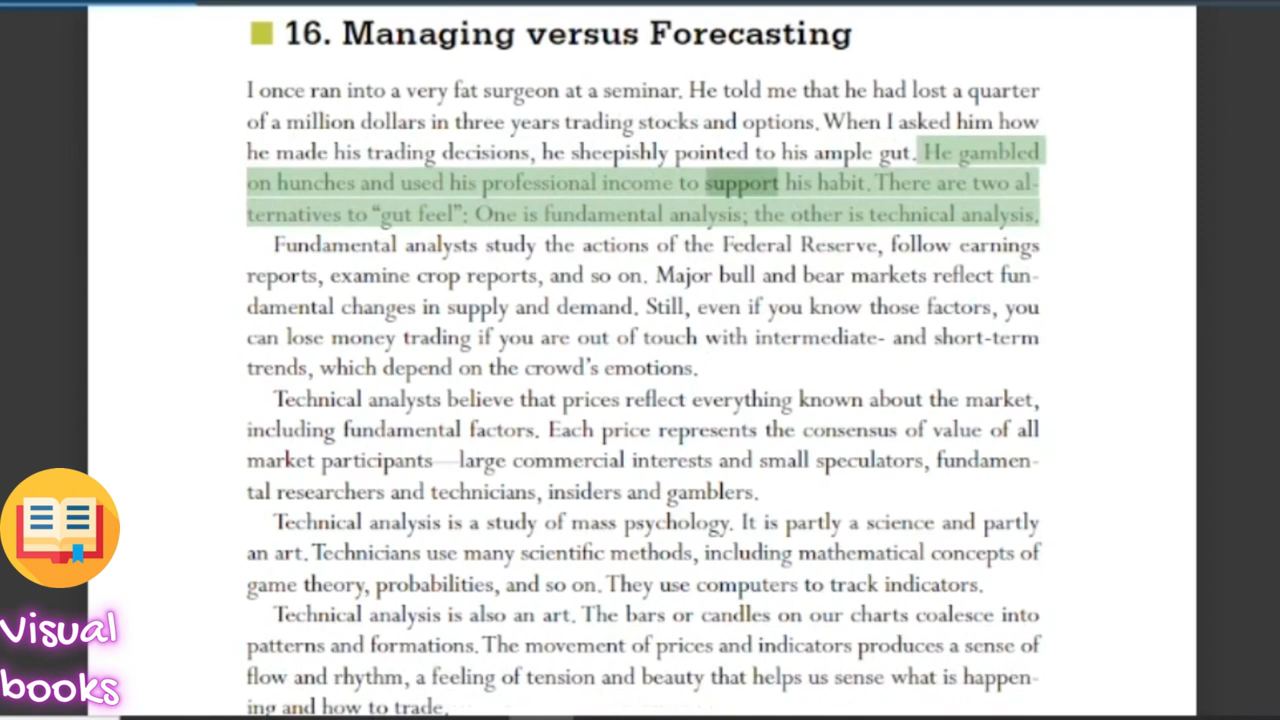 16. Managing versus Forecasting
I once ran into a very fat surgeon at a seminar. He told me that he had lost a quarter
of a million dollars in three years trading stocks and options. When I asked him how
he made his trading decisions, he sheepishly pointed to his ample gut. He gambled
on hunches and used his professional income to support his habit. There are two al-
ternatives to “gut feel”: One is fundamental analysis; the other is technical analysis.
Fundamental analysts study the actions of the Federal Reserve, follow earnings
reports, examine crop reports, and so on. Major bull and bear markets reflect fun-
damental changes in supply and demand. Still, even if you know those factors, you
can lose money trading if you are out of touch with intermediate- and short-term
trends, which depend on the crowd’s emotions.
Technical analysts believe that prices reflect everything known about the market,
including fundamental factors. Each price represents the consensus of value of all
market participants—large commercial interests and small speculators, fundamen-
tal researchers and technicians, insiders and gamblers.
Technical analysis is a study of mass psychology. It is partly a science and partly
an art. Technicians use many scientific methods, including mathematical concepts of
game theory, probabilities, and so on. They use computers to track indicators.
Technical analysis is also an art. The bars or candles on our charts coalesce into
patterns and formations. The movement of prices and indicators produces a sense of
flow and rhythm, a feeling of tension and beauty that helps us sense what is happen-
ing and how to trade.
Visual
books